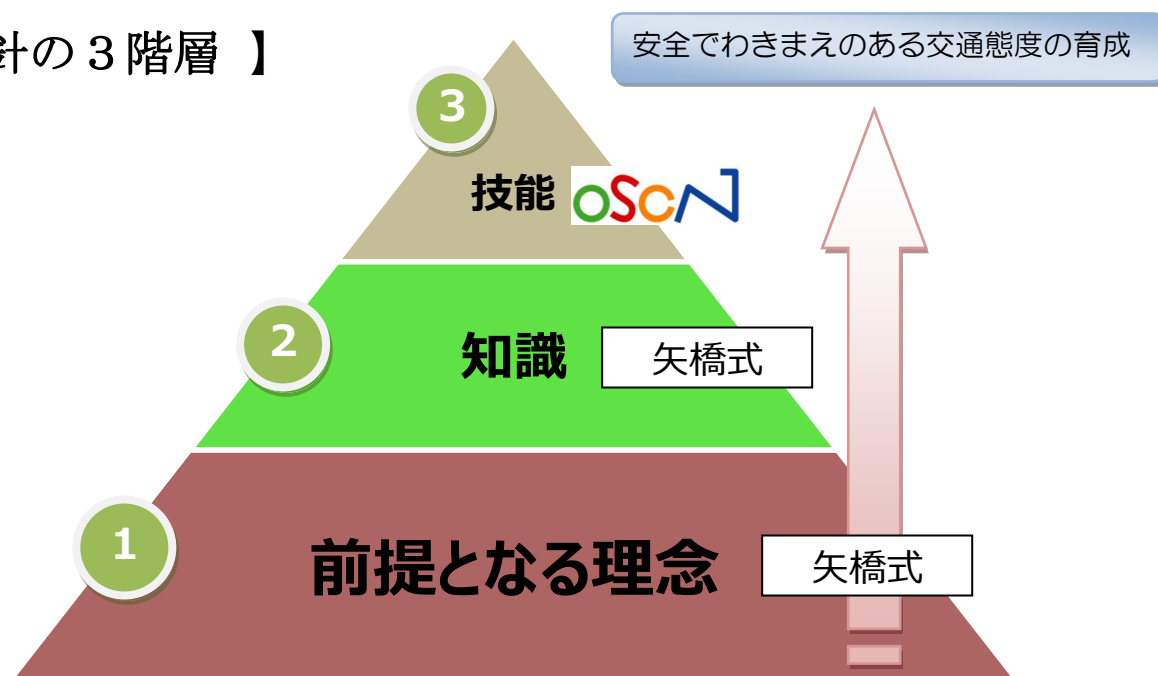 針の３階層 】
安全でわきまえのある交通態度の育成
3
技能 oSCN
2
知識 矢橋式
1
前提となる理念 矢橋式